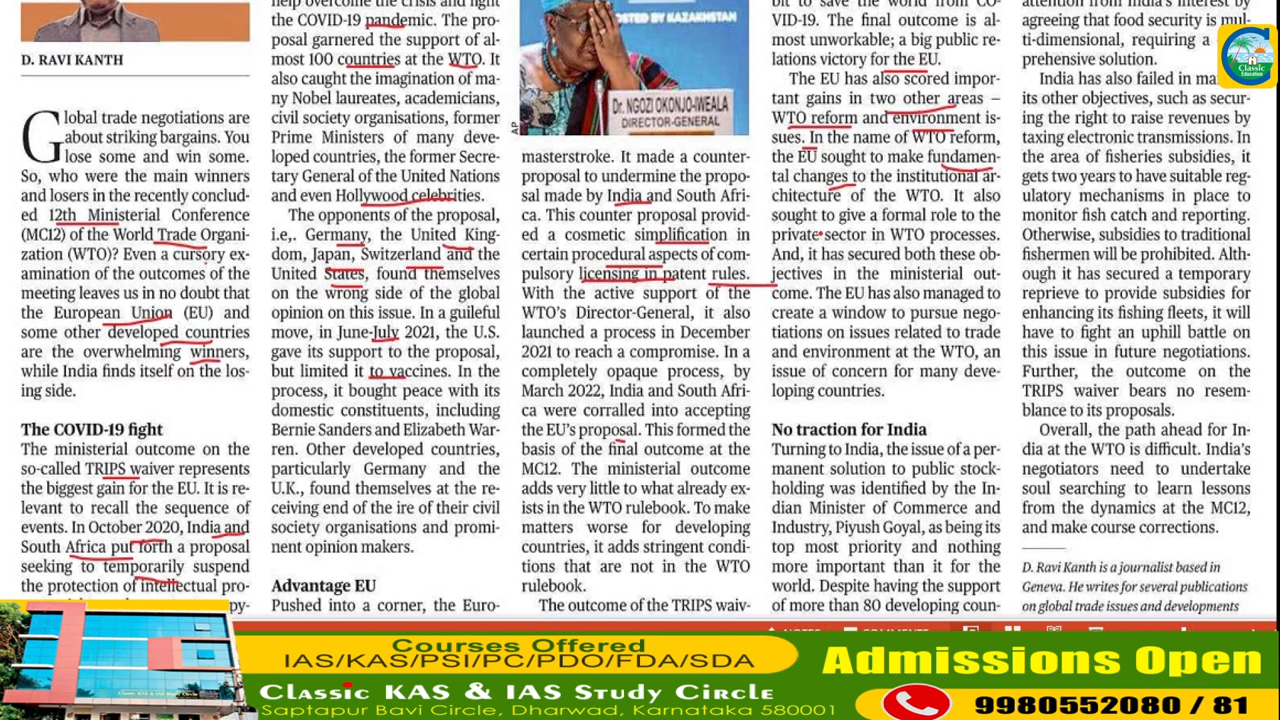 D. RAVI KANTH
Global trade negotiations are
about striking bargains. You
lose some and win some.
So, who were the main winners
and losers in the recently conclud-
ed 12th Ministerial Conference
(MC12) of the World Trade Organi-
zation (WTO)? Even a cursory ex-
amination of the outcomes of the
meeting leaves us in no doubt that
the European Union (EU) and
some other developed countries
are the overwhelming winners,
while India finds itself on the los-
ing side.
The COVID-19 fight
The ministerial outcome on the
so-called TRIPS waiver represents
the biggest gain for the EU. It is re-
levant to recall the sequence of
events. In October 2020, India and
South Africa put forth a proposal
seeking to temporarily suspend
the protection of intellectual pro-
help overcome the crisis and fight
the COVID-19 pandemic. The pro-
posal garnered the support of al-
most 100 countries at the WTO. It
also caught the imagination of ma-
ny Nobel laureates, academicians,
civil society organisations, former
Prime Ministers of many deve-
loped countries, the former Secre-
tary General of the United Nations
and even Hollywood celebrities.
The opponents of the proposal,
i.e,. Germany, the United King-
dom, Japan, Switzerland and the
United States, found themselves
on the wrong side of the global
opinion on this issue. In a guileful
move, in June-July 2021, the U.S.
gave its support to the proposal,
but limited it to vaccines. In the
process, it bought peace with its
domestic constituents, including
Bernie Sanders and Elizabeth War-
ren. Other developed countries,
particularly Germany and the
U.K., found themselves at the re-
ceiving end of the ire of their civil
society organisations and promi-
nent opinion makers.
Advantage EU
Pushed into a corner, the Euro-
HOSTED BY KAZAKHSTAN
Dr. NGOZI OKONJO-IWEALA
DIRECTOR-GENERAL
AP
masterstroke. It made a counter-
proposal to undermine the propo-
sal made by India and South Afri-
ca. This counter proposal provid-
ed a cosmetic simplification in
certain procedural aspects of com-
pulsory licensing in patent rules.
With the active support of the
WTO's Director-General, it also
launched a process in December
2021 to reach a compromise. In a
completely opaque process, by
March 2022, India and South Afri-
ca were corralled into accepting
the EU's proposal. This formed the
basis of the final outcome at the
MC12. The ministerial outcome
adds very little to what already ex-
ists in the WTO rulebook. To make
matters worse for developing
countries, it adds stringent condi-
tions that are not in the WTO
rulebook.
The outcome of the TRIPS waiv-
bit to save the world from CO-
VID-19. The final outcome is al-
most unworkable; a big public re-
lations victory for the EU.
The EU has also scored impor-
tant gains in two other areas –
WTO reform and environment is-
sues. In the name of WTO reform,
the EU sought to make fundamen-
tal changes to the institutional ar-
chitecture of the WTO. It also
sought to give a formal role to the
private sector in WTO processes.
And, it has secured both these ob-
jectives in the ministerial out-
come. The EU has also managed to
create a window to pursue nego-
tiations on issues related to trade
and environment at the WTO, an
issue of concern for many deve-
loping countries.
No traction for India
Turning to India, the issue of a per-
manent solution to public stock-
holding was identified by the In-
dian Minister of Commerce and
Industry, Piyush Goyal, as being its
top most priority and nothing
more important than it for the
world. Despite having the support
of more than 80 developing coun-
attention from India's interest by
agreeing that food security is mul-
ti-dimensional, requiring a
prehensive solution.
India has also failed in ma
its other objectives, such as secur-
ing the right to raise revenues by
taxing electronic transmissions. In
the area of fisheries subsidies, it
gets two years to have suitable reg-
ulatory mechanisms in place to
monitor fish catch and reporting.
Otherwise, subsidies to traditional
fishermen will be prohibited. Alth-
ough it has secured a temporary
reprieve to provide subsidies for
enhancing its fishing fleets, it will
have to fight an uphill battle on
this issue in future negotiations.
Further, the outcome on the
TRIPS waiver bears no resem-
blance to its proposals.
Overall, the path ahead for In-
dia at the WTO is difficult. India's
negotiators need to undertake
soul searching to learn lessons
from the dynamics at the MC12,
and make course corrections.
D. Ravi Kanth is a journalist based in
Geneva. He writes for several publications
on global trade issues and developments
Classic
Education
Courses Offered
IAS/KAS/PSI/PC/PDO/FDA/SDA
Classic KAS & IAS Study Circle
Saptapur Bavi Circle, Dharwad, Karnataka 580001
Admissions Open
9980552080 / 81